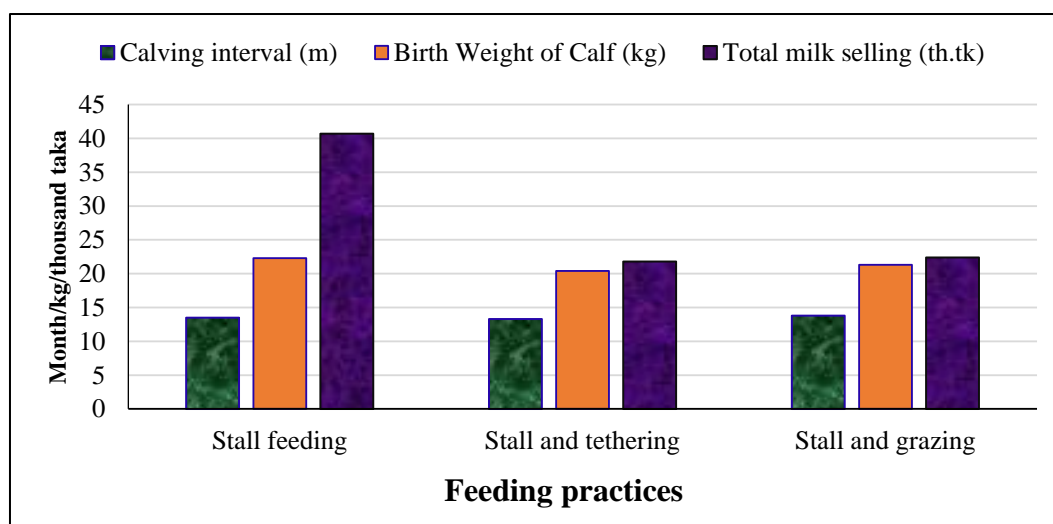 Calving interval (m) Birth Weight of Calf (kg) Total milk selling (th.tk)
Month/kg/thousand taka
45
40
35
30
25
20
15
10
5
0
Stall feeding Stall and tethering Stall and grazing
Feeding practices